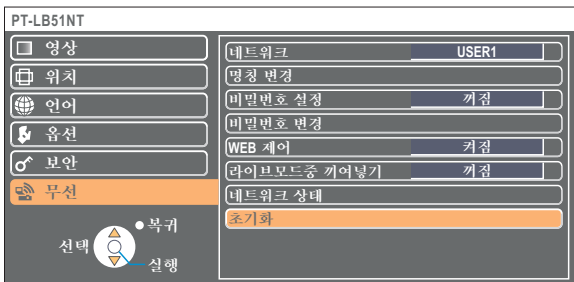 PT-LB51NT
영상
위치
언어
옵션
보안
무선
선택
복귀
실행
네트워크 USER1
명칭 변경
비밀번호 설정 꺼짐
비밀번호 변경
WEB 제어 켜짐
라이브모드중 끼여넣기 꺼짐
네트워크 상태
초기화